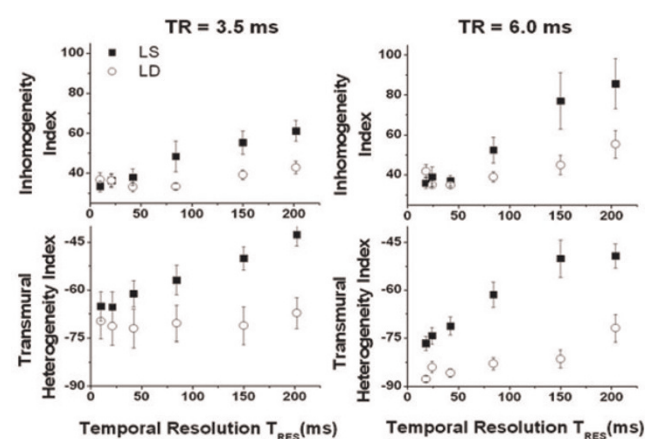 TR = 3.5 ms
TR = 6.0 ms
LS
LD
Inhomogeneity
Index
100
80
60
40
0 50 100 150 200
Inhomogeneity
Index
100
80
60
40
0 50 100 150 200
Transmural
Heterogeneity Index
-45
-60
-75
-90
0 50 100 150 200
Transmural
Heterogeneity Index
-45
-60
-75
-90
0 50 100 150 200
Temporal Resolution T_RES(ms)
Temporal Resolution T_RES(ms)